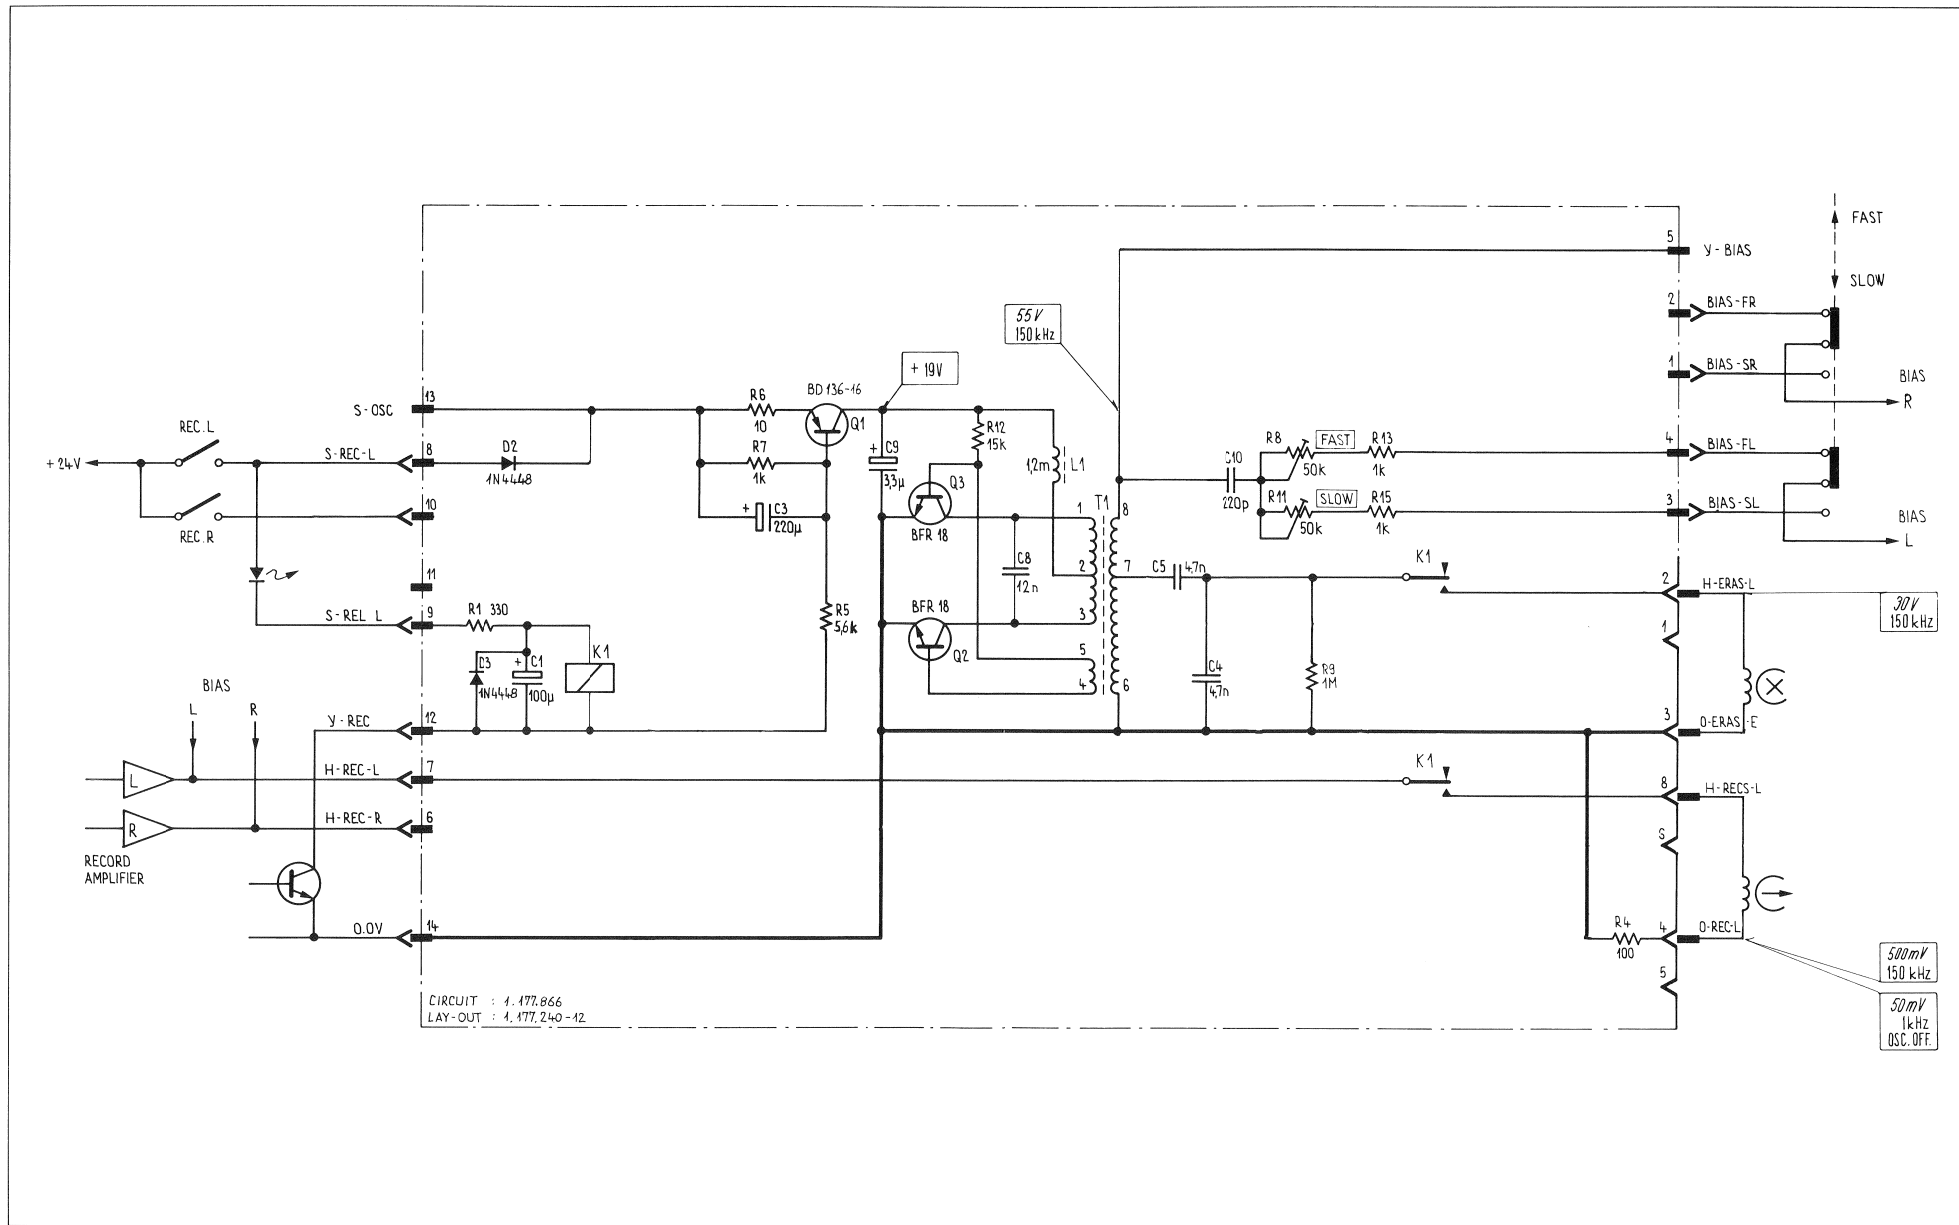 FAST
5
Y-BIAS
SLOW
2
BIAS-FR
55V
150kHz
1
BIAS-SR
BIAS
R
+ 19V
13
S-OSC
R6
10
BD 136-16
Q1
REC.L
+ 24V
S-REC-L
8
D2
1N4448
R7
1k
+
C9
3,3µ
R12
15k
1,2m
L1
C10
220p
R8
FAST
50k
R13
1k
4
BIAS-FL
R11
SLOW
50k
R15
1k
3
BIAS-SL
BIAS
L
REC.R
10
+
C3
220µ
Q3
BFR 18
T1
1
8
C8
12n
2
7
C5
4,7n
K1
2
H-ERAS-L
30V
150kHz
11
S-REL L
9
R1 330
R5
5,6k
BFR 18
Q2
3
5
4
6
1
D3
1N4448
+
C1
100µ
K1
C4
4,7n
R9
1M
BIAS
L
R
Y-REC
12
3
O-ERAS-E
L
H-REC-L
7
K1
8
H-RECS-L
R
H-REC-R
6
S
RECORD
AMPLIFIER
0.0V
14
R4
100
4
O-REC-L
5
500mV
150 kHz
50mV
1kHz
OSC.OFF.
CIRCUIT : 1.177.866
LAY-OUT : 1.177.240-12